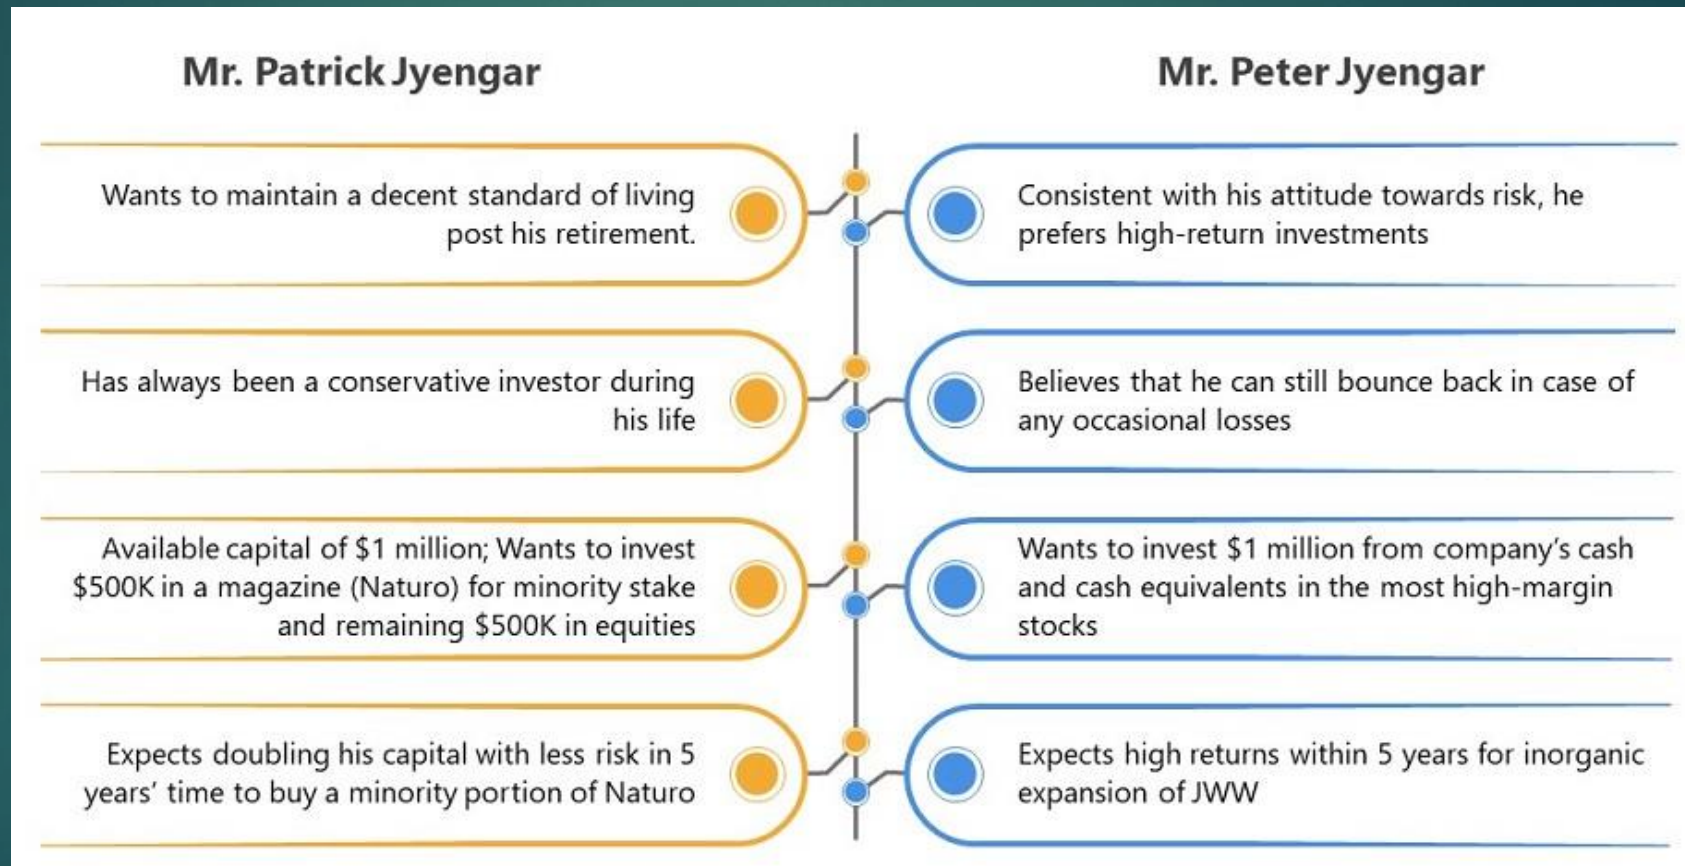 Mr. Patrick Jyengar
Wants to maintain a decent standard of living
post his retirement.
Has always been a conservative investor during
his life
Available capital of $1 million; Wants to invest
$500K in a magazine (Naturo) for minority stake
and remaining $500K in equities
Expects doubling his capital with less risk in 5
years' time to buy a minority portion of Naturo
Mr. Peter Jyengar
Consistent with his attitude towards risk, he
prefers high-return investments
Believes that he can still bounce back in case of
any occasional losses
Wants to invest $1 million from company's cash
and cash equivalents in the most high-margin
stocks
Expects high returns within 5 years for inorganic
expansion of JWW